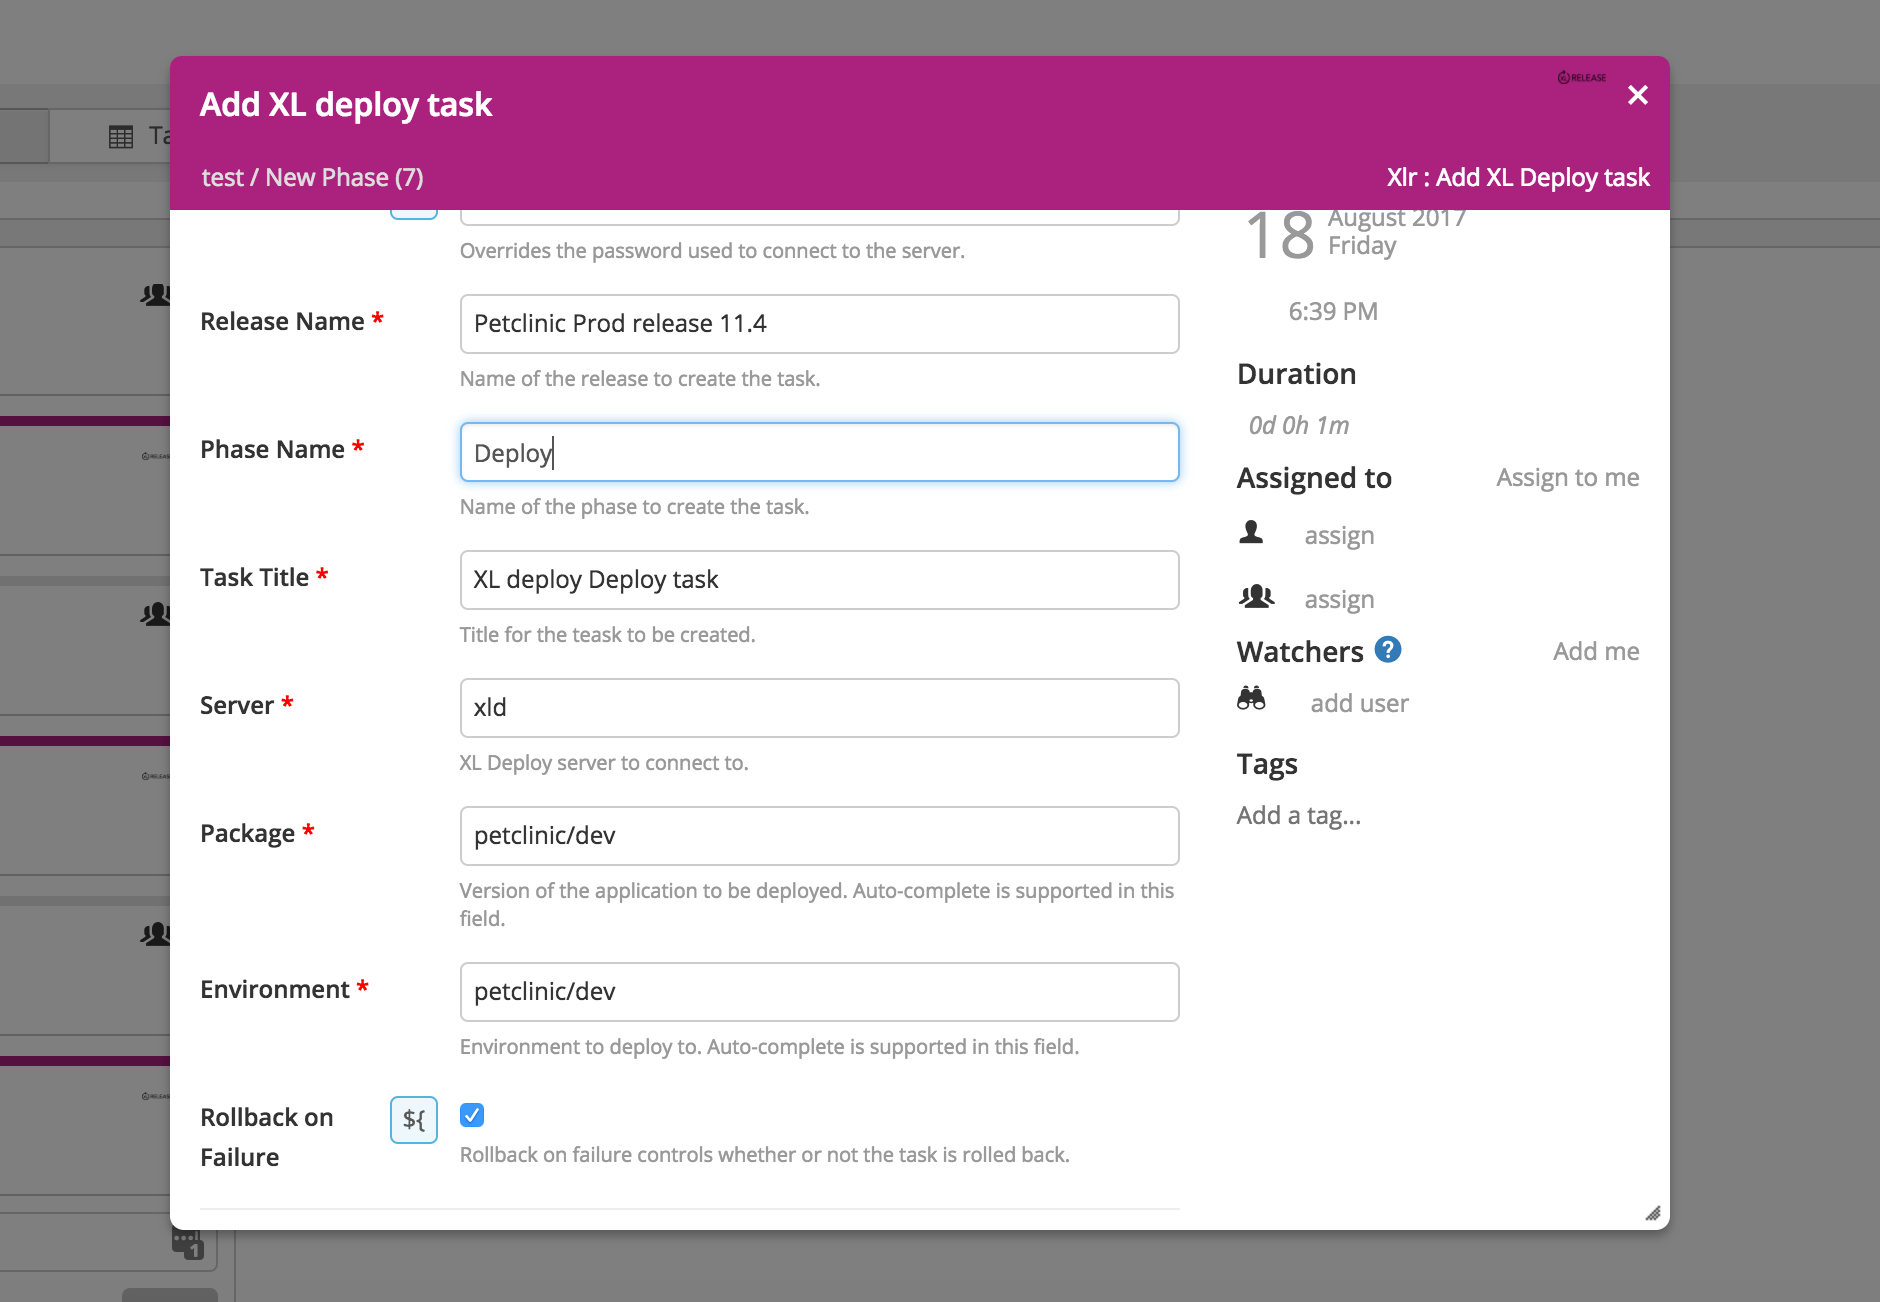 RELEASE
Add XL deploy task
test / New Phase (7)
Xlr : Add XL Deploy task
Overrides the password used to connect to the server.
Release Name *
Petclinic Prod release 11.4
Name of the release to create the task.
Phase Name *
Deploy
Name of the phase to create the task.
Task Title *
XL deploy Deploy task
Title for the teask to be created.
Server *
xld
XL Deploy server to connect to.
Package *
petclinic/dev
Version of the application to be deployed. Auto-complete is supported in this
field.
Environment *
petclinic/dev
Environment to deploy to. Auto-complete is supported in this field.
Rollback on
Failure
${
Rollback on failure controls whether or not the task is rolled back.
18
August 2017
Friday
6:39 PM
Duration
0d 0h 1m
Assigned to
Assign to me
assign
assign
Watchers ?
Add me
add user
Tags
Add a tag...
1